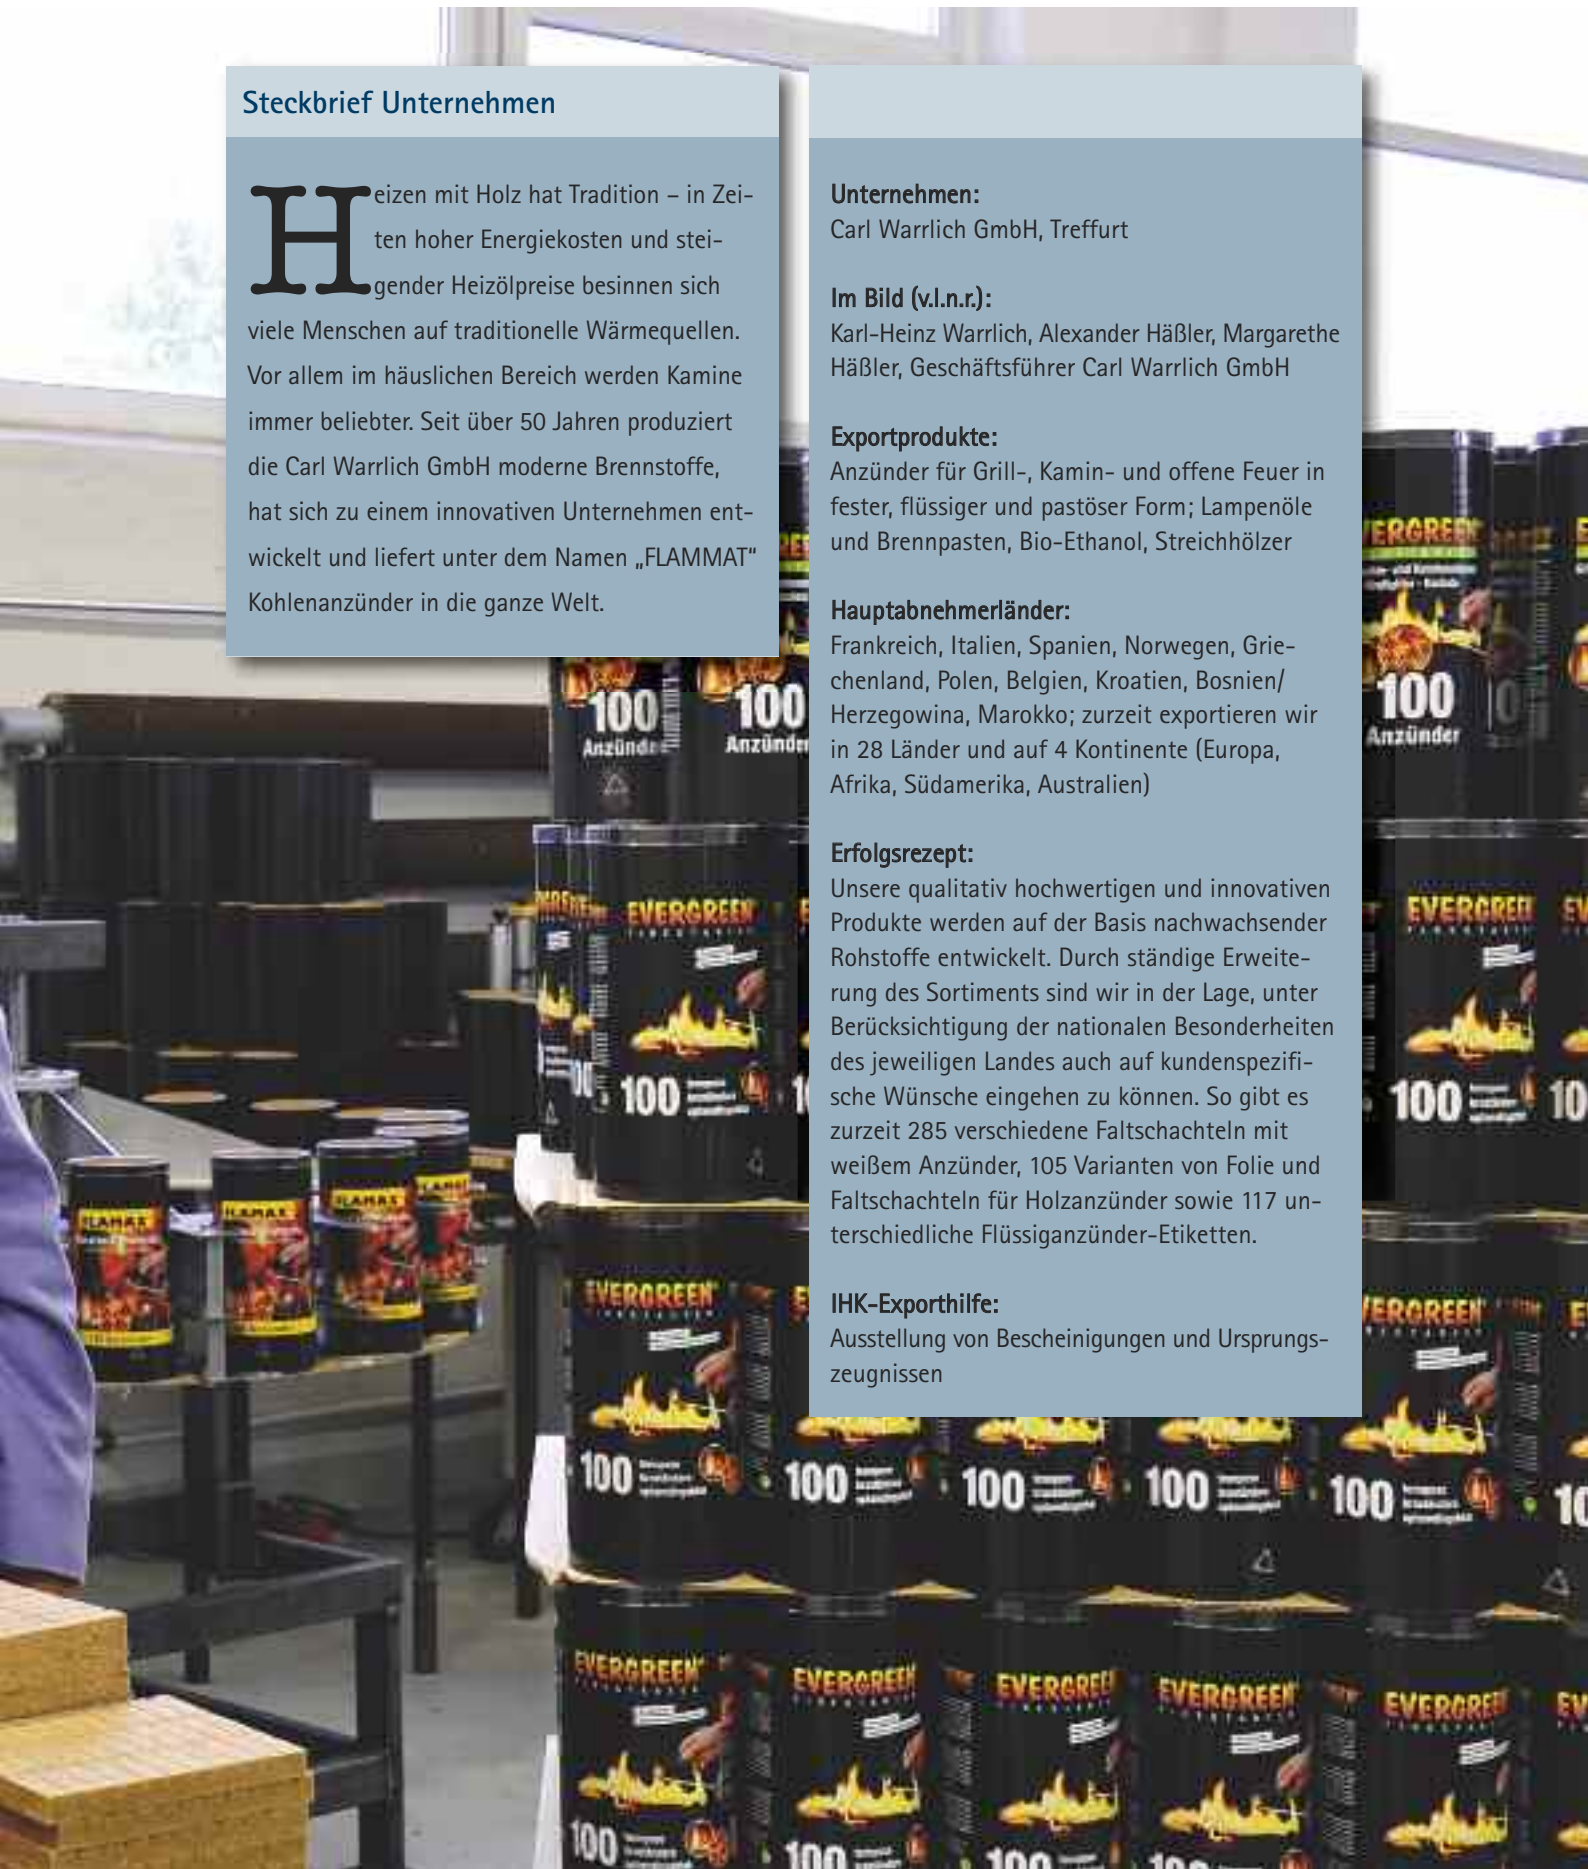 Steckbrief Unternehmen
Heizen mit Holz hat Tradition – in Zei-
ten hoher Energiekosten und stei-
gender Heizölpreise besinnen sich
viele Menschen auf traditionelle Wärmequellen.
Vor allem im häuslichen Bereich werden Kamine
immer beliebter. Seit über 50 Jahren produziert
die Carl Warrlich GmbH moderne Brennstoffe,
hat sich zu einem innovativen Unternehmen ent-
wickelt und liefert unter dem Namen „FLAMMAT"
Kohlenanzünder in die ganze Welt.
Unternehmen:
Carl Warrlich GmbH, Treffurt
Im Bild (v.l.n.r.):
Karl-Heinz Warrlich, Alexander Häßler, Margarethe
Häßler, Geschäftsführer Carl Warrlich GmbH
Exportprodukte:
Anzünder für Grill-, Kamin- und offene Feuer in
fester, flüssiger und pastöser Form; Lampenöle
und Brennpasten, Bio-Ethanol, Streichhölzer
Hauptabnehmerländer:
Frankreich, Italien, Spanien, Norwegen, Grie-
chenland, Polen, Belgien, Kroatien, Bosnien/
Herzegowina, Marokko; zurzeit exportieren wir
in 28 Länder und auf 4 Kontinente (Europa,
Afrika, Südamerika, Australien)
Erfolgsrezept:
Unsere qualitativ hochwertigen und innovativen
Produkte werden auf der Basis nachwachsender
Rohstoffe entwickelt. Durch ständige Erweite-
rung des Sortiments sind wir in der Lage, unter
Berücksichtigung der nationalen Besonderheiten
des jeweiligen Landes auch auf kundenspezifi-
sche Wünsche eingehen zu können. So gibt es
zurzeit 285 verschiedene Faltschachteln mit
weißem Anzünder, 105 Varianten von Folie und
Faltschachteln für Holzanzünder sowie 117 un-
terschiedliche Flüssiganzünder-Etiketten.
IHK-Exporthilfe:
Ausstellung von Bescheinigungen und Ursprungs-
zeugnissen
100 100
Anzünder Anzünder
EVERGREEN
100
Anzünder
EVERGREEN
100
EVERGREEN
100
FLAMAX FLAMAX FLAMAX FLAMAX
EVERGREEN EVERGREEN
100 100 100 100 100
EVERGREEN EVERGREEN EVERGREEN EVERGREEN EVERGREEN
100 100 100 100